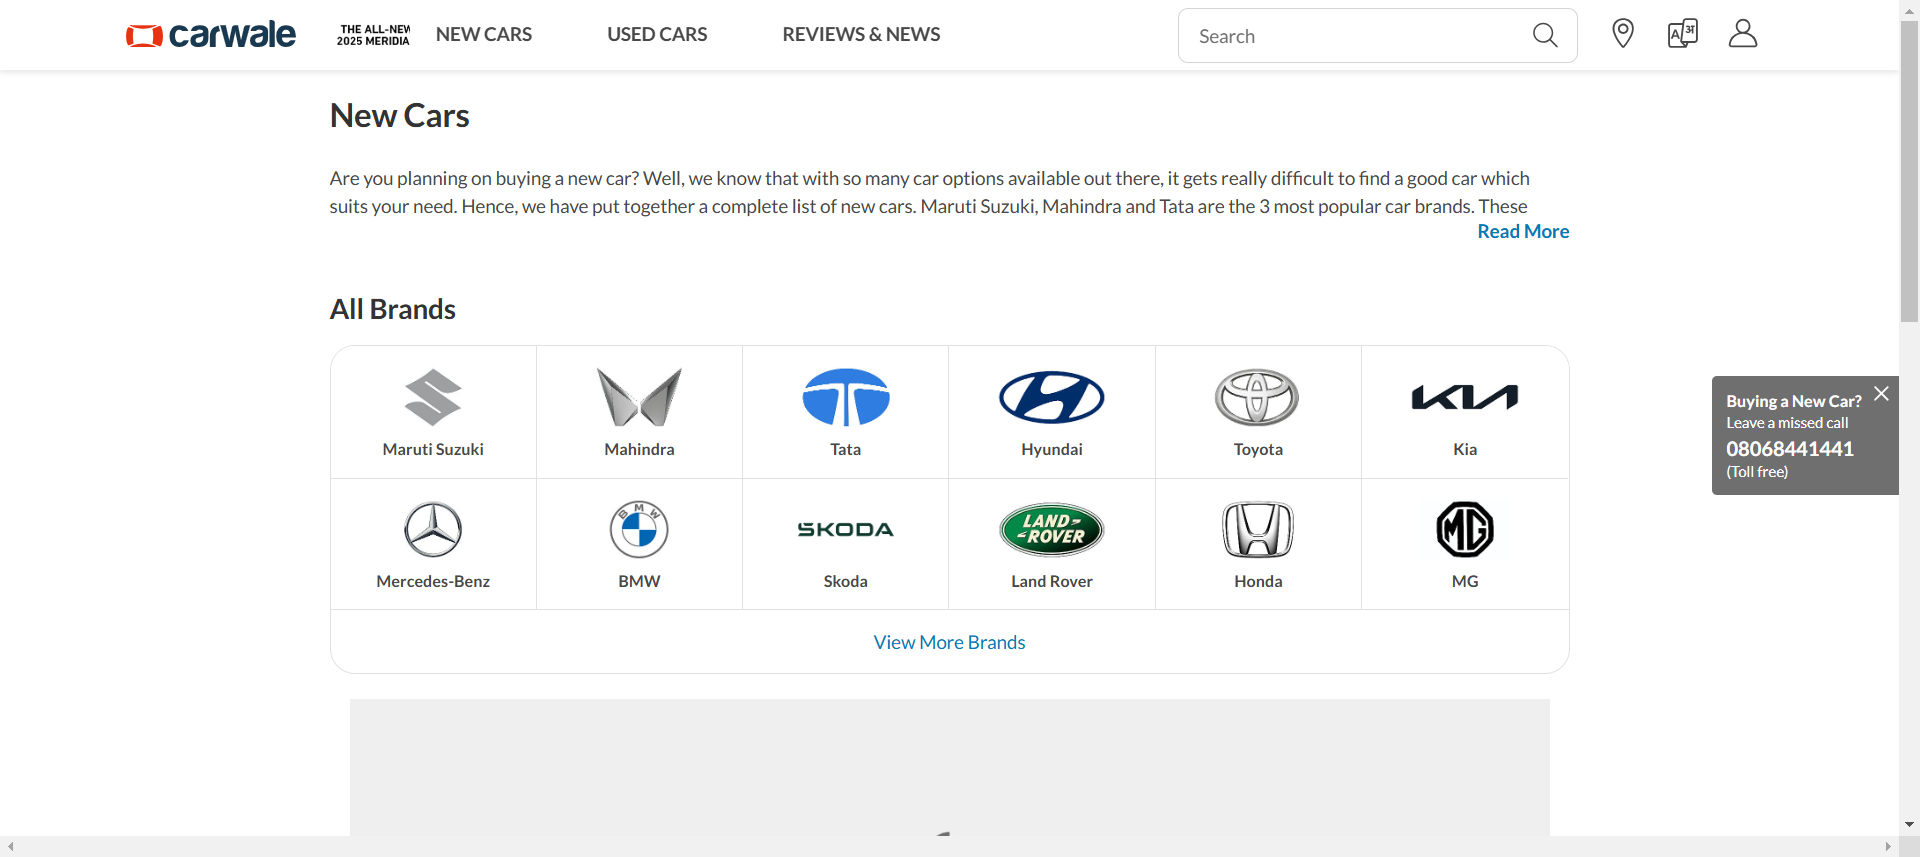 carwale
THE ALL-NEW
2025 MERIDIA
NEW CARS
USED CARS
REVIEWS & NEWS
Search
A अ
New Cars
Are you planning on buying a new car? Well, we know that with so many car options available out there, it gets really difficult to find a good car which
suits your need. Hence, we have put together a complete list of new cars. Maruti Suzuki, Mahindra and Tata are the 3 most popular car brands. These
Read More
All Brands
KIA
Maruti Suzuki
Mahindra
Tata
Hyundai
Toyota
Kia
BMW
SKODA
LAND
ROVER
MG
Mercedes-Benz
BMW
Skoda
Land Rover
Honda
MG
View More Brands
Buying a New Car?
Leave a missed call
08068441441
(Toll free)